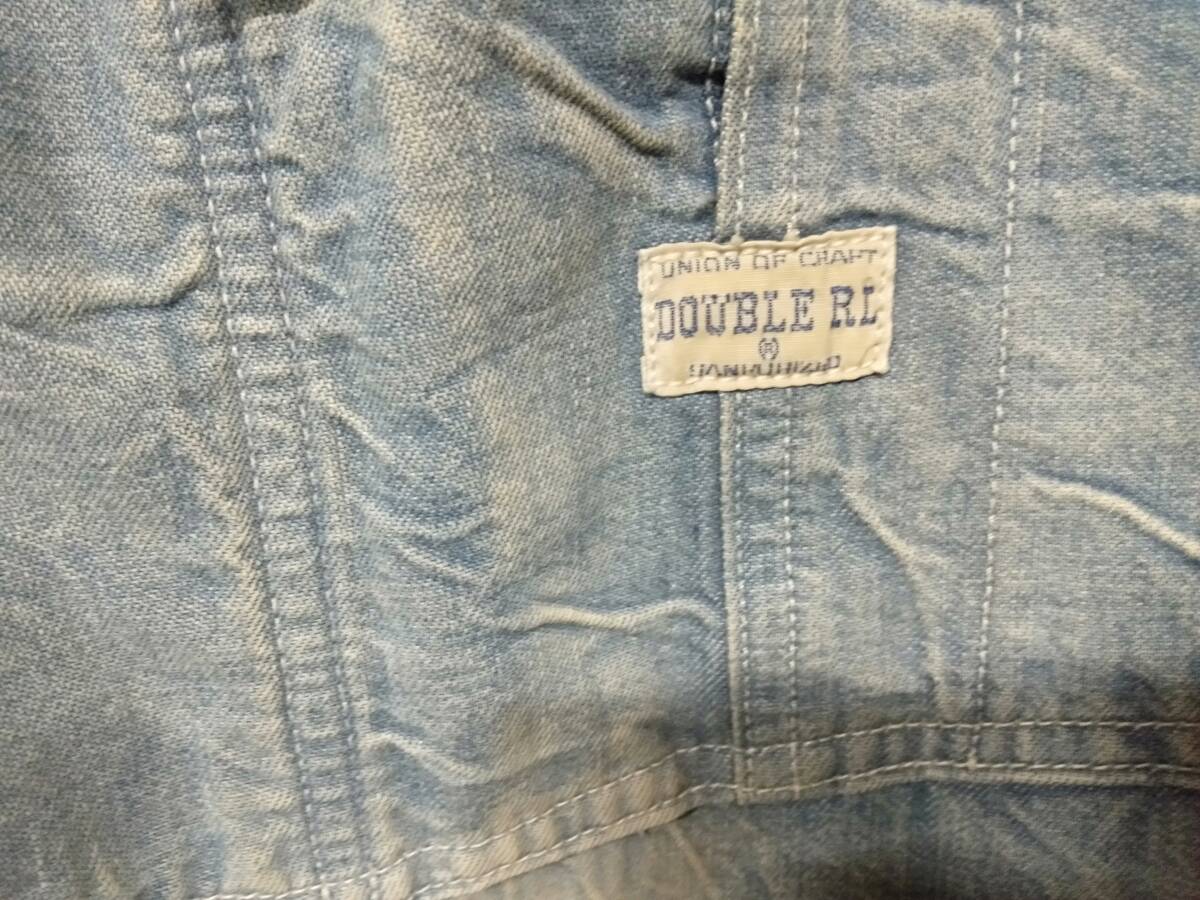 UNION OF CRAFT
DOUBLE RL
®
SANFORIZED